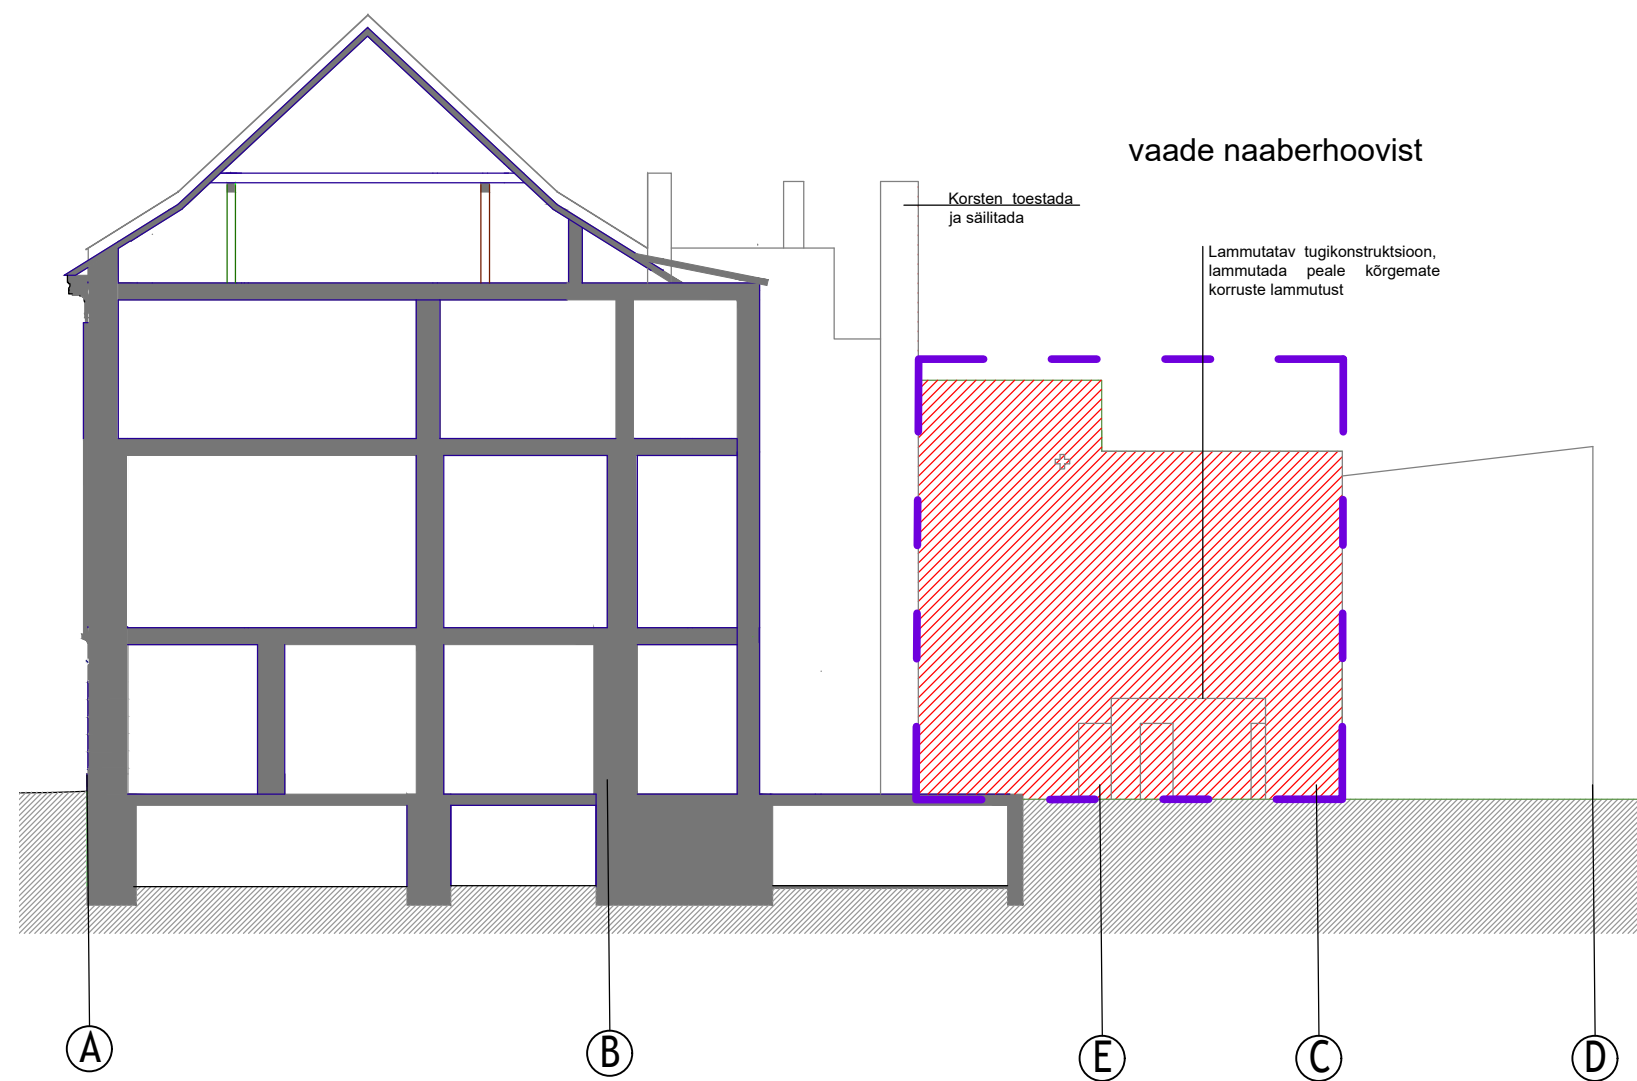 vaade naaberhoovist
Korsten toestada
ja säilitada
Lammutatav tugikonstruktsioon,
lammutada peale kõrgemate
korruste lammutust
A
B
E
C
D